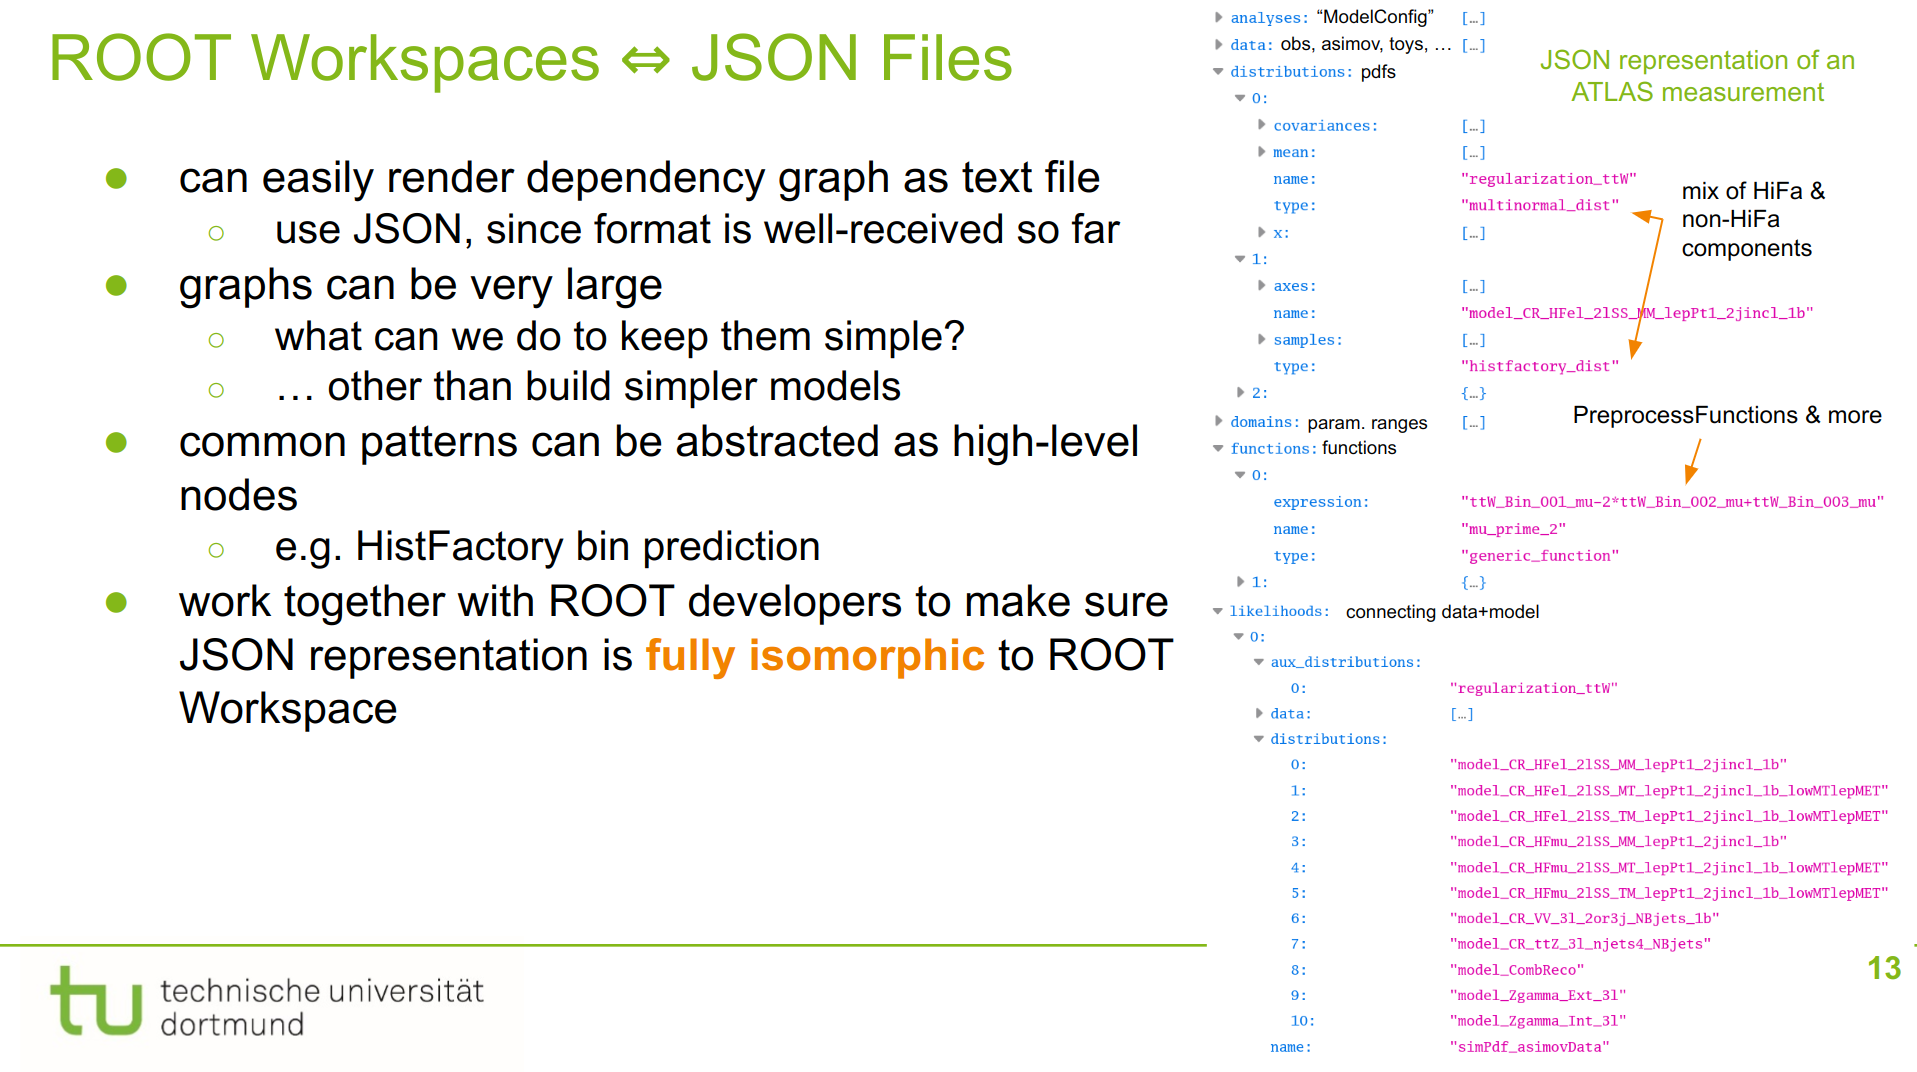 ROOT Workspaces ⇔ JSON Files
● can easily render dependency graph as text file
○ use JSON, since format is well-received so far
● graphs can be very large
○ what can we do to keep them simple?
○ … other than build simpler models
● common patterns can be abstracted as high-level
nodes
○ e.g. HistFactory bin prediction
● work together with ROOT developers to make sure
JSON representation is fully isomorphic to ROOT
Workspace
JSON representation of an
ATLAS measurement
analyses: “ModelConfig” […]
data: obs, asimov, toys, … […]
distributions: pdfs
0:
covariances: […]
mean: […]
name: "regularization_ttW"
type: "multinormal_dist"
x: […]
1:
axes: […]
name: "model_CR_HFel_2lSS_MM_lepPt1_2jincl_1b"
samples: […]
type: "histfactory_dist"
2: {…}
mix of HiFa &
non-HiFa
components
domains: param. ranges […]
functions: functions
PreprocessFunctions & more
0:
expression: "ttW_Bin_001_mu-2*ttW_Bin_002_mu+ttW_Bin_003_mu"
name: "mu_prime_2"
type: "generic_function"
1: {…}
likelihoods: connecting data+model
0:
aux_distributions:
0: "regularization_ttW"
data: […]
distributions:
0: "model_CR_HFel_2lSS_MM_lepPt1_2jincl_1b"
1: "model_CR_HFel_2lSS_MT_lepPt1_2jincl_1b_lowMTlepMET"
2: "model_CR_HFel_2lSS_TM_lepPt1_2jincl_1b_lowMTlepMET"
3: "model_CR_HFmu_2lSS_MM_lepPt1_2jincl_1b"
4: "model_CR_HFmu_2lSS_MT_lepPt1_2jincl_1b_lowMTlepMET"
5: "model_CR_HFmu_2lSS_TM_lepPt1_2jincl_1b_lowMTlepMET"
6: "model_CR_VV_3l_2or3j_NBjets_1b"
7: "model_CR_ttZ_3l_njets4_NBjets"
8: "model_CombReco"
9: "model_Zgamma_Ext_3l"
10: "model_Zgamma_Int_3l"
name: "simPdf_asimovData"
tu technische universität
dortmund
13